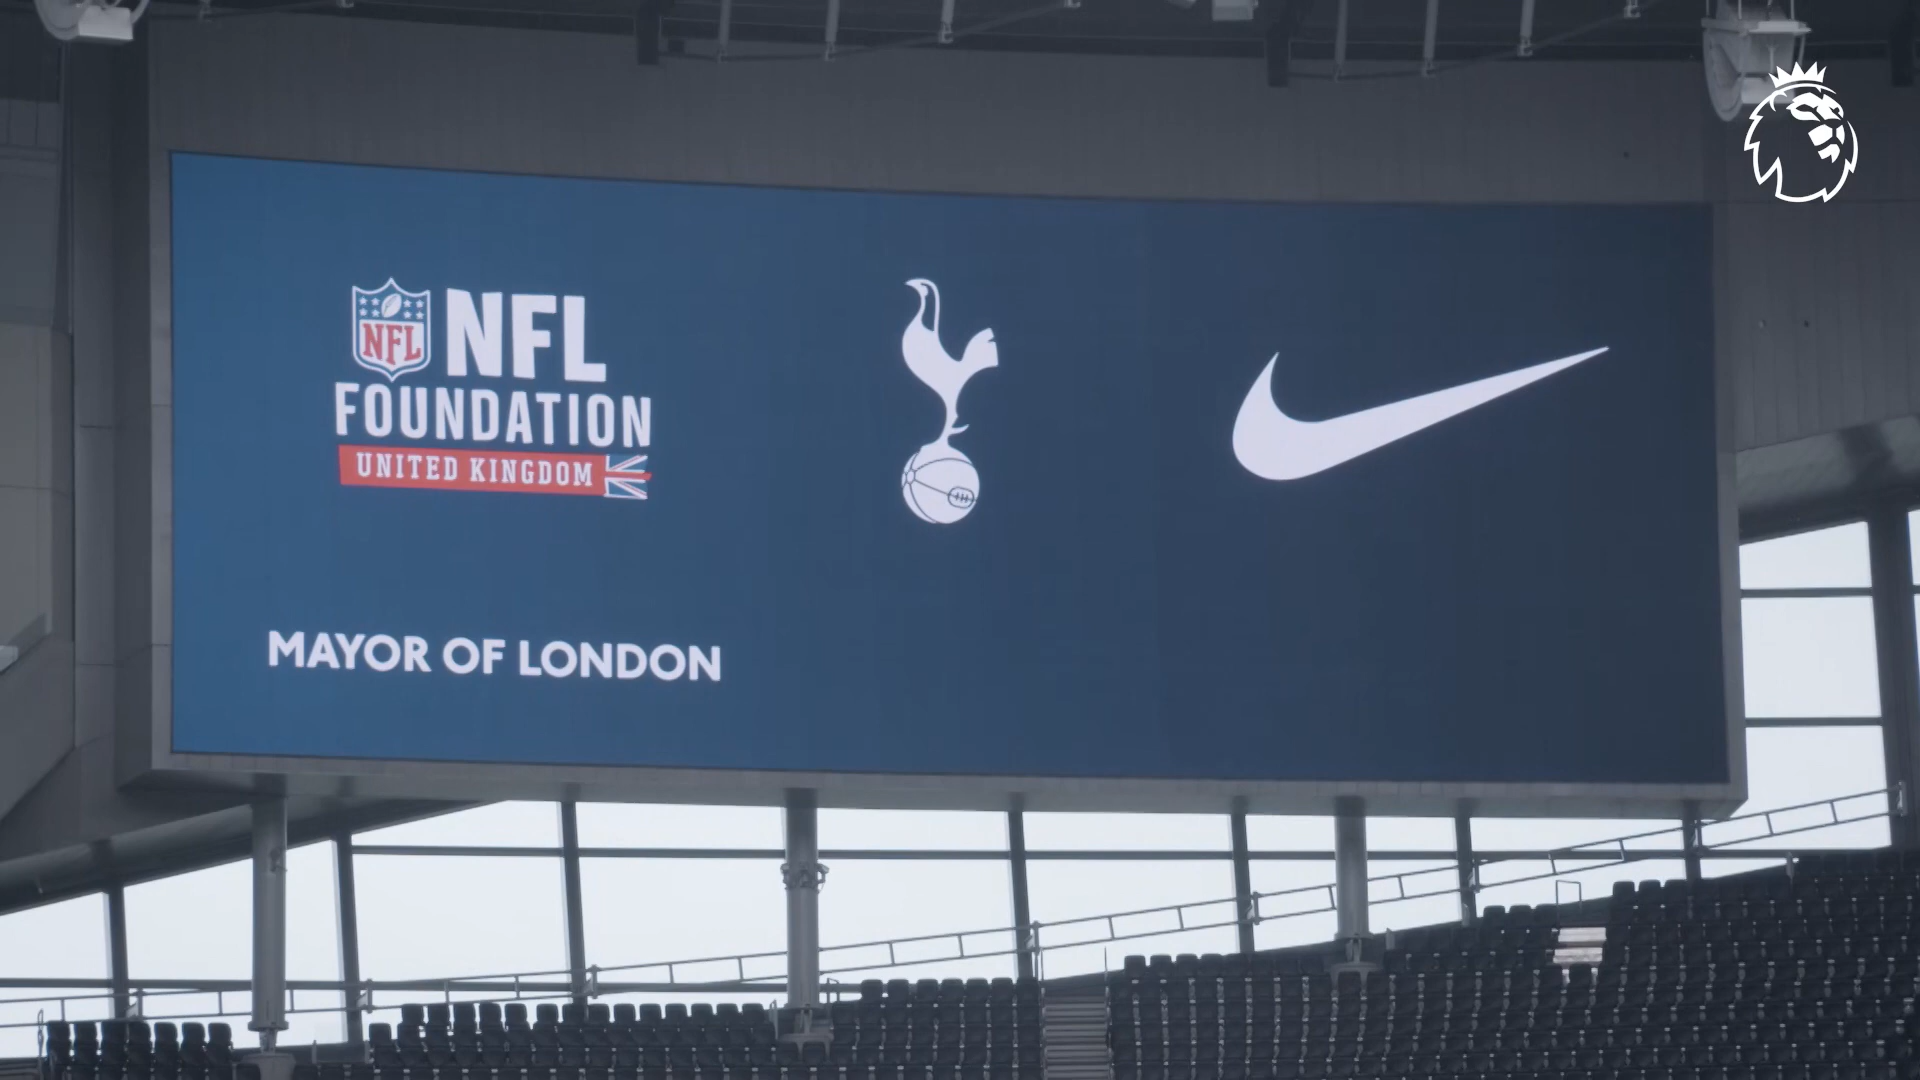 NFL
NFL
FOUNDATION
UNITED KINGDOM
MAYOR OF LONDON